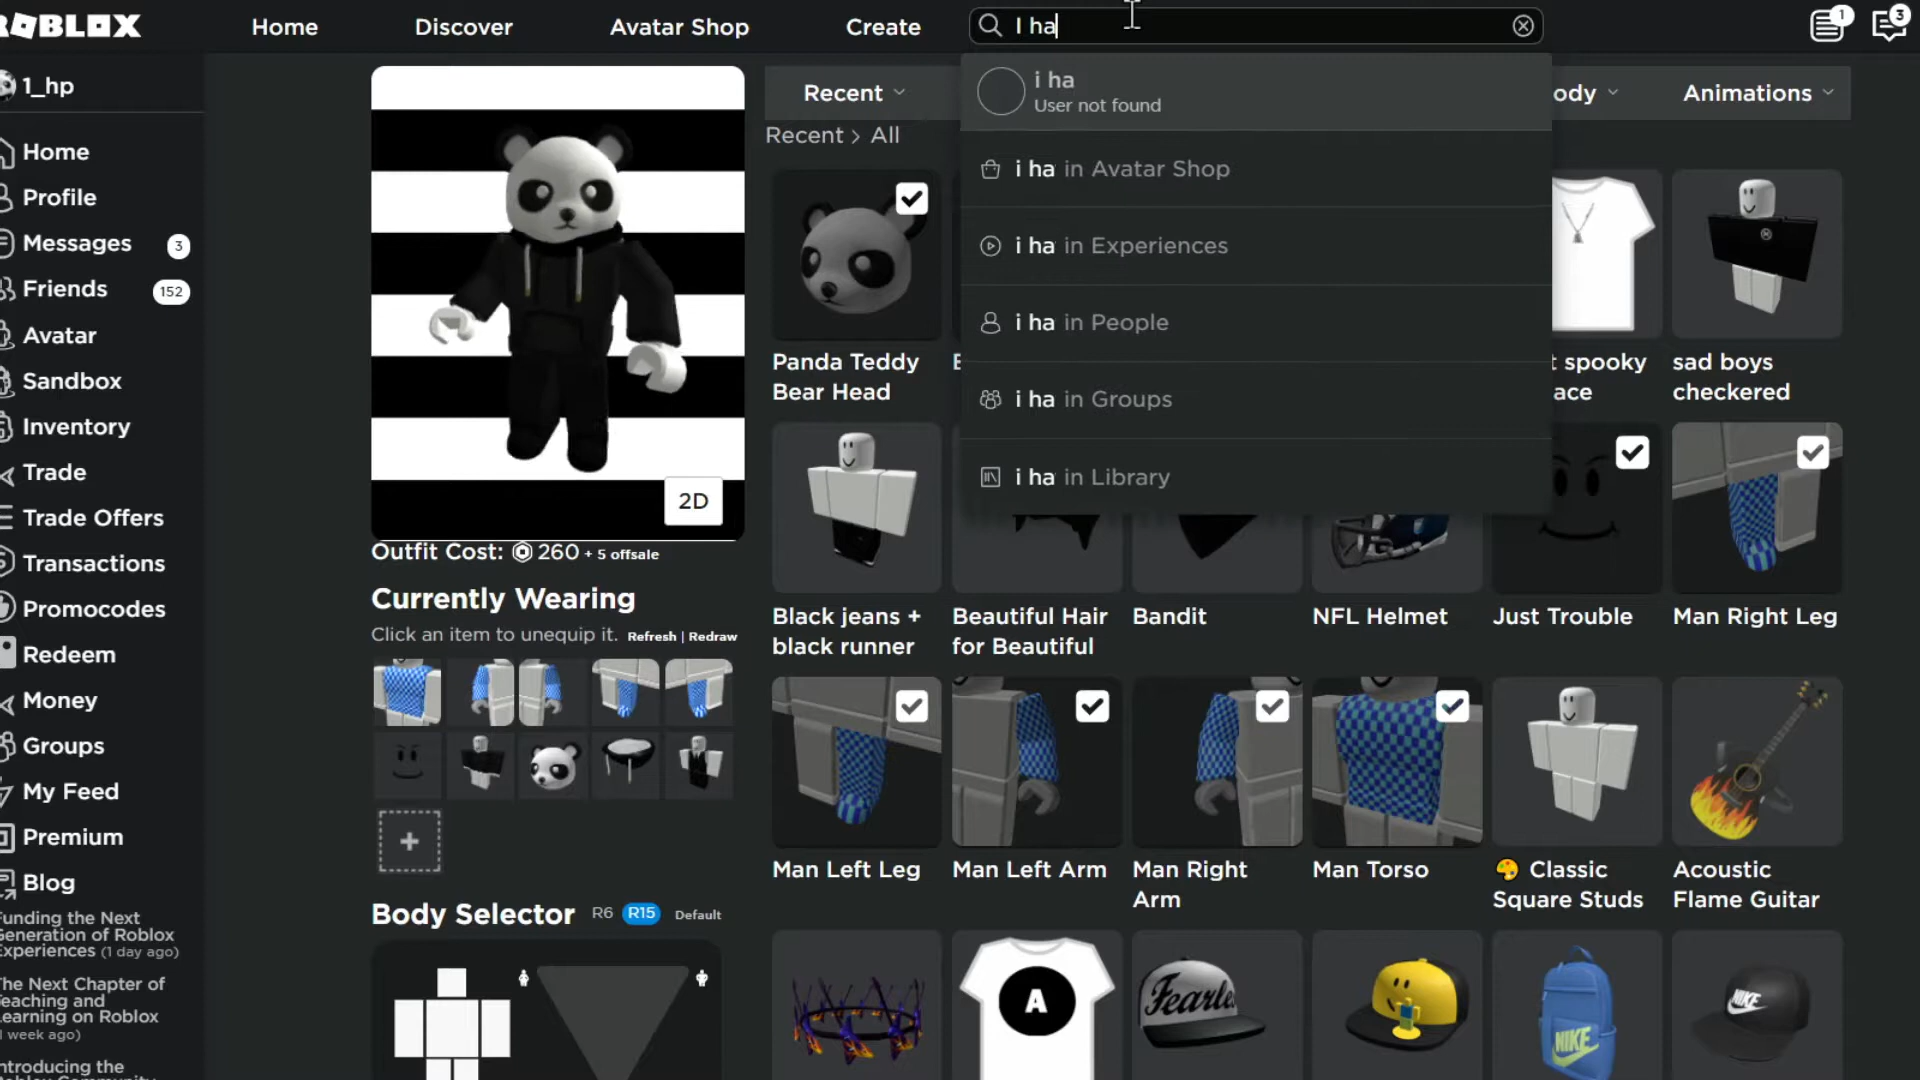 ROBLOX
Home
Discover
Avatar Shop
Create
I ha
1
3
1_hp
Home
Profile
Messages
3
Friends
152
Avatar
Sandbox
Inventory
Trade
Trade Offers
Transactions
Promocodes
Redeem
Money
Groups
My Feed
Premium
Blog
Funding the Next
Generation of Roblox
Experiences (1 day ago)
The Next Chapter of
Teaching and
Learning on Roblox
1 week ago)
Introducing the
2D
Outfit Cost: 260 + 5 offsale
Currently Wearing
Click an item to unequip it. Refresh | Redraw
+
Body Selector R6 R15 Default
Recent
ody
Animations
Recent > All
i ha
User not found
i ha in Avatar Shop
i ha in Experiences
i ha in People
i ha in Groups
i ha in Library
Panda Teddy
Bear Head
t spooky
ace
sad boys
checkered
Black jeans +
black runner
Beautiful Hair
for Beautiful
Bandit
NFL Helmet
Just Trouble
Man Right Leg
Man Left Leg
Man Left Arm
Man Right
Arm
Man Torso
🎨 Classic
Square Studs
Acoustic
Flame Guitar
A
Fearless
NIKE
NIKE